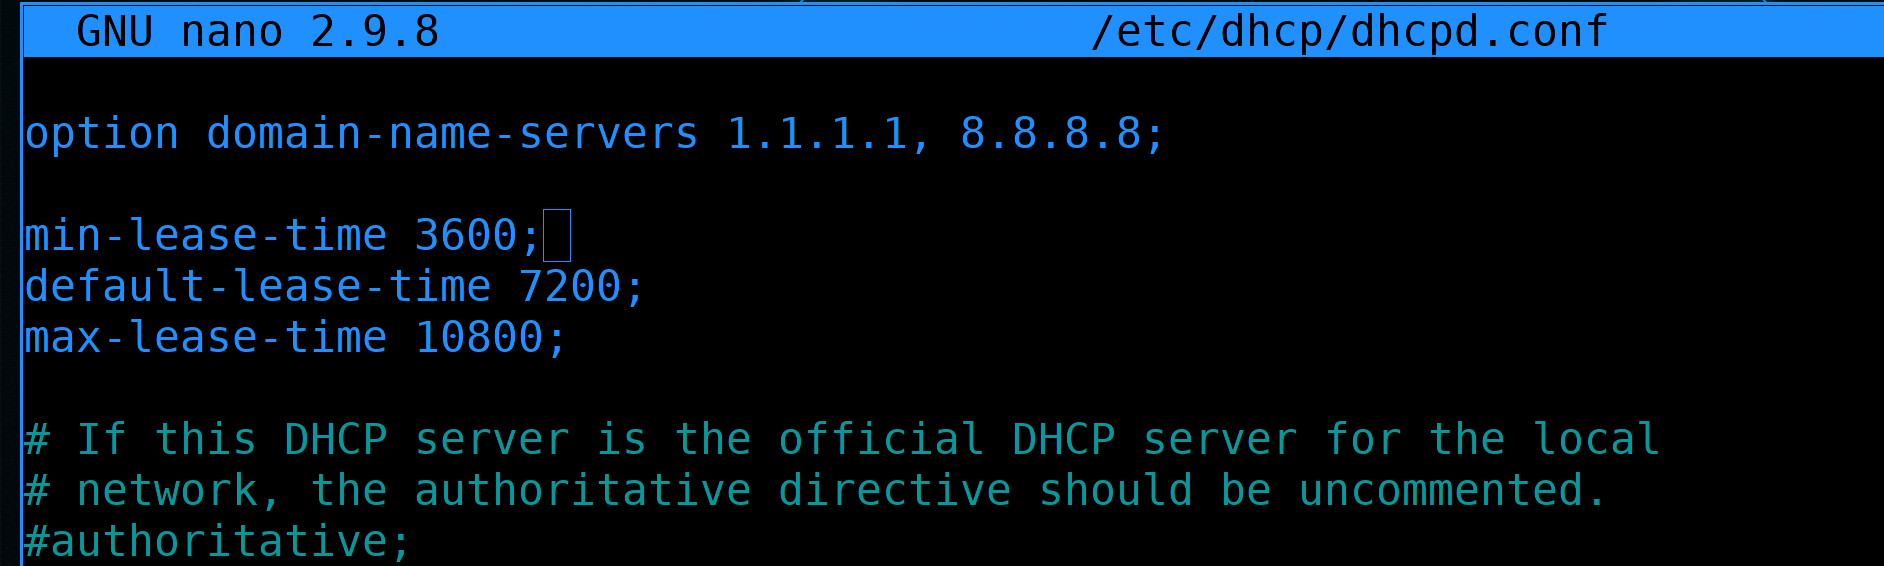 GNU nano 2.9.8 /etc/dhcp/dhcpd.conf
option domain-name-servers 1.1.1.1, 8.8.8.8;
min-lease-time 3600;
default-lease-time 7200;
max-lease-time 10800;
# If this DHCP server is the official DHCP server for the local
# network, the authoritative directive should be uncommented.
#authoritative;